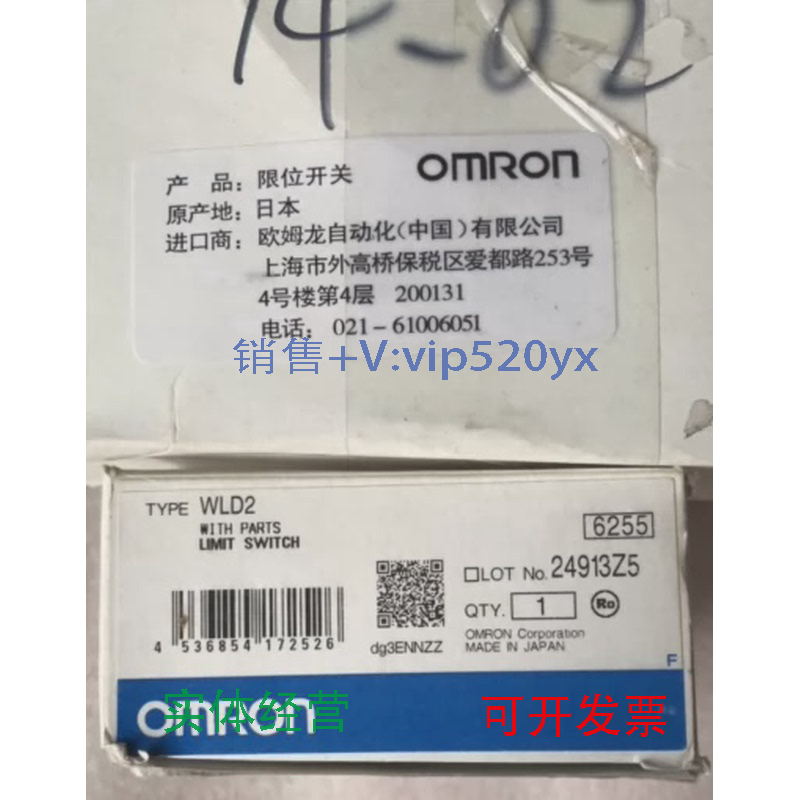 14-02
OMRON
产 品：限位开关
原产地：日本
进口商：欧姆龙自动化（中国）有限公司
上海市外高桥保税区爱都路253号
4号楼第4层 200131
电话： 021-61006051
销售+V:vip520yx
TYPE WLD2
WITH PARTS
LIMIT SWITCH
6255
LOT No. 24913Z5
QTY. 1
Ro
OMRON Corporation
MADE IN JAPAN
4 536854 172526
dg3ENNZZ
F
OMRON
实体经营
可开发票